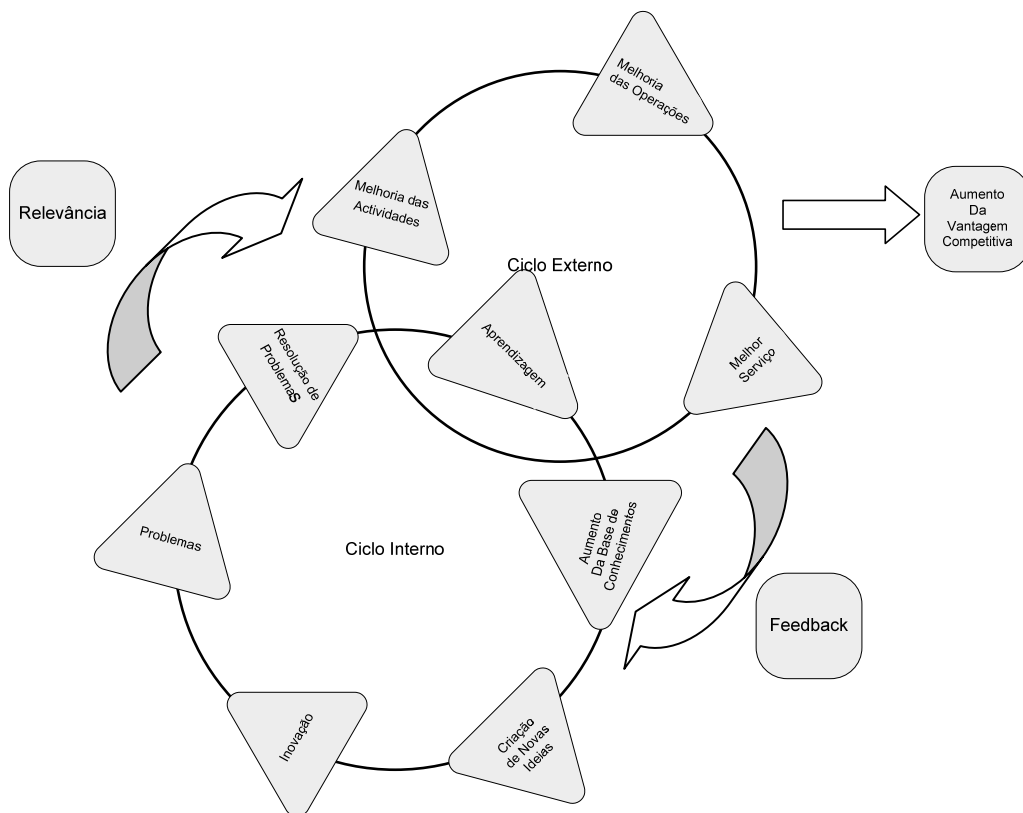 Melhoria
das Operações
Melhoria das
Actividades
Relevância
Aumento
Da
Vantagem
Competitiva
Ciclo Externo
Aprendizagem
Melhor
Serviço
Resolução de
Problemas
Problemas
Ciclo Interno
Aumento
Da Base de
Conhecimentos
Feedback
Inovação
Criação
de Novas
Ideias